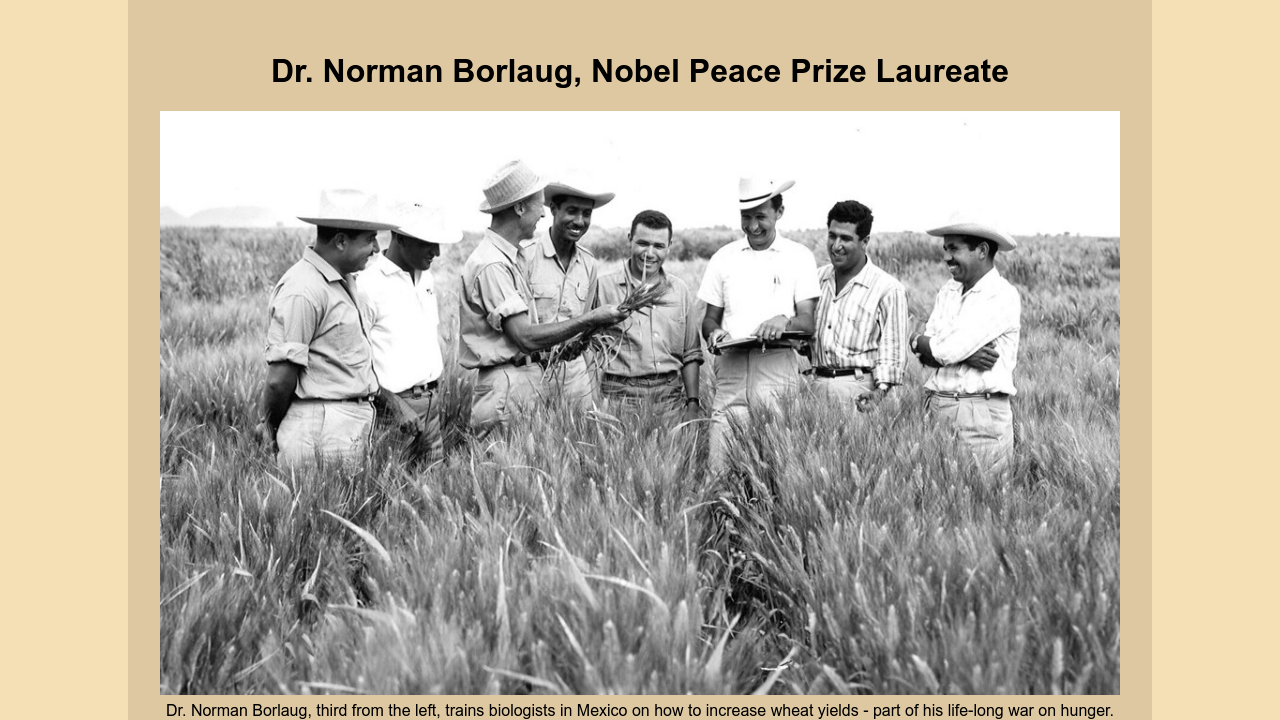 Dr. Norman Borlaug, Nobel Peace Prize Laureate
Dr. Norman Borlaug, third from the left, trains biologists in Mexico on how to increase wheat yields - part of his life-long war on hunger.